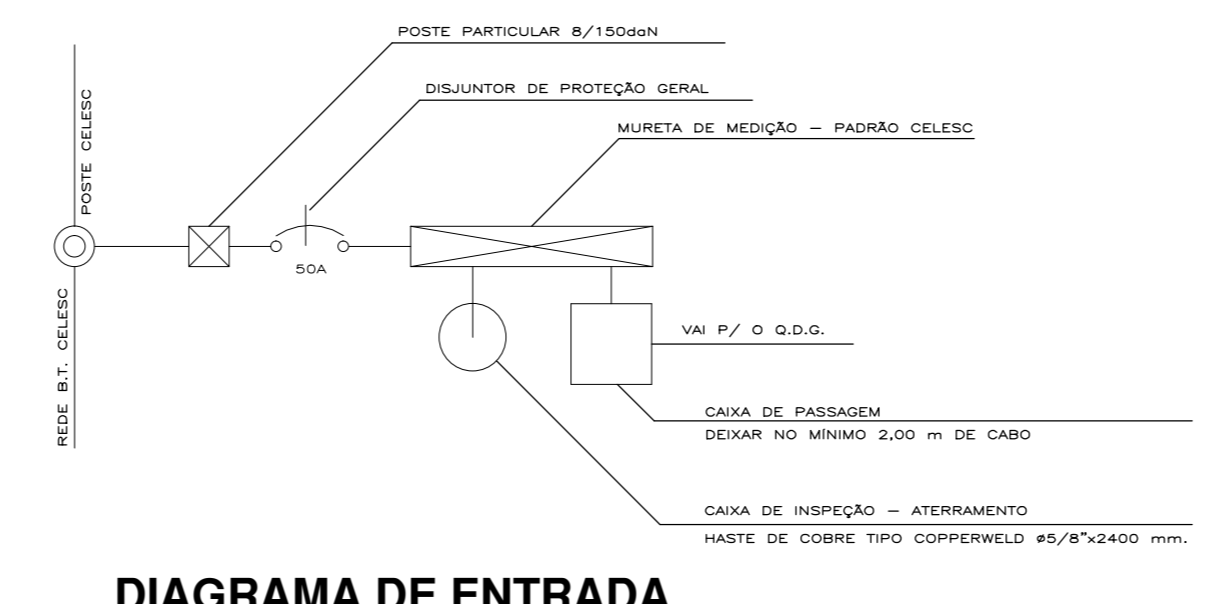 POSTE PARTICULAR 8/150daN
DISJUNTOR DE PROTEÇÃO GERAL
MURETA DE MEDIÇÃO – PADRÃO CELESC
POSTE CELESC
50A
REDE B.T. CELESC
VAI P/ O Q.D.G.
CAIXA DE PASSAGEM
DEIXAR NO MÍNIMO 2,00 m DE CABO
CAIXA DE INSPEÇÃO – ATERRAMENTO
HASTE DE COBRE TIPO COPPERWELD ø5/8"x2400 mm.
DIAGRAMA DE ENTRADA